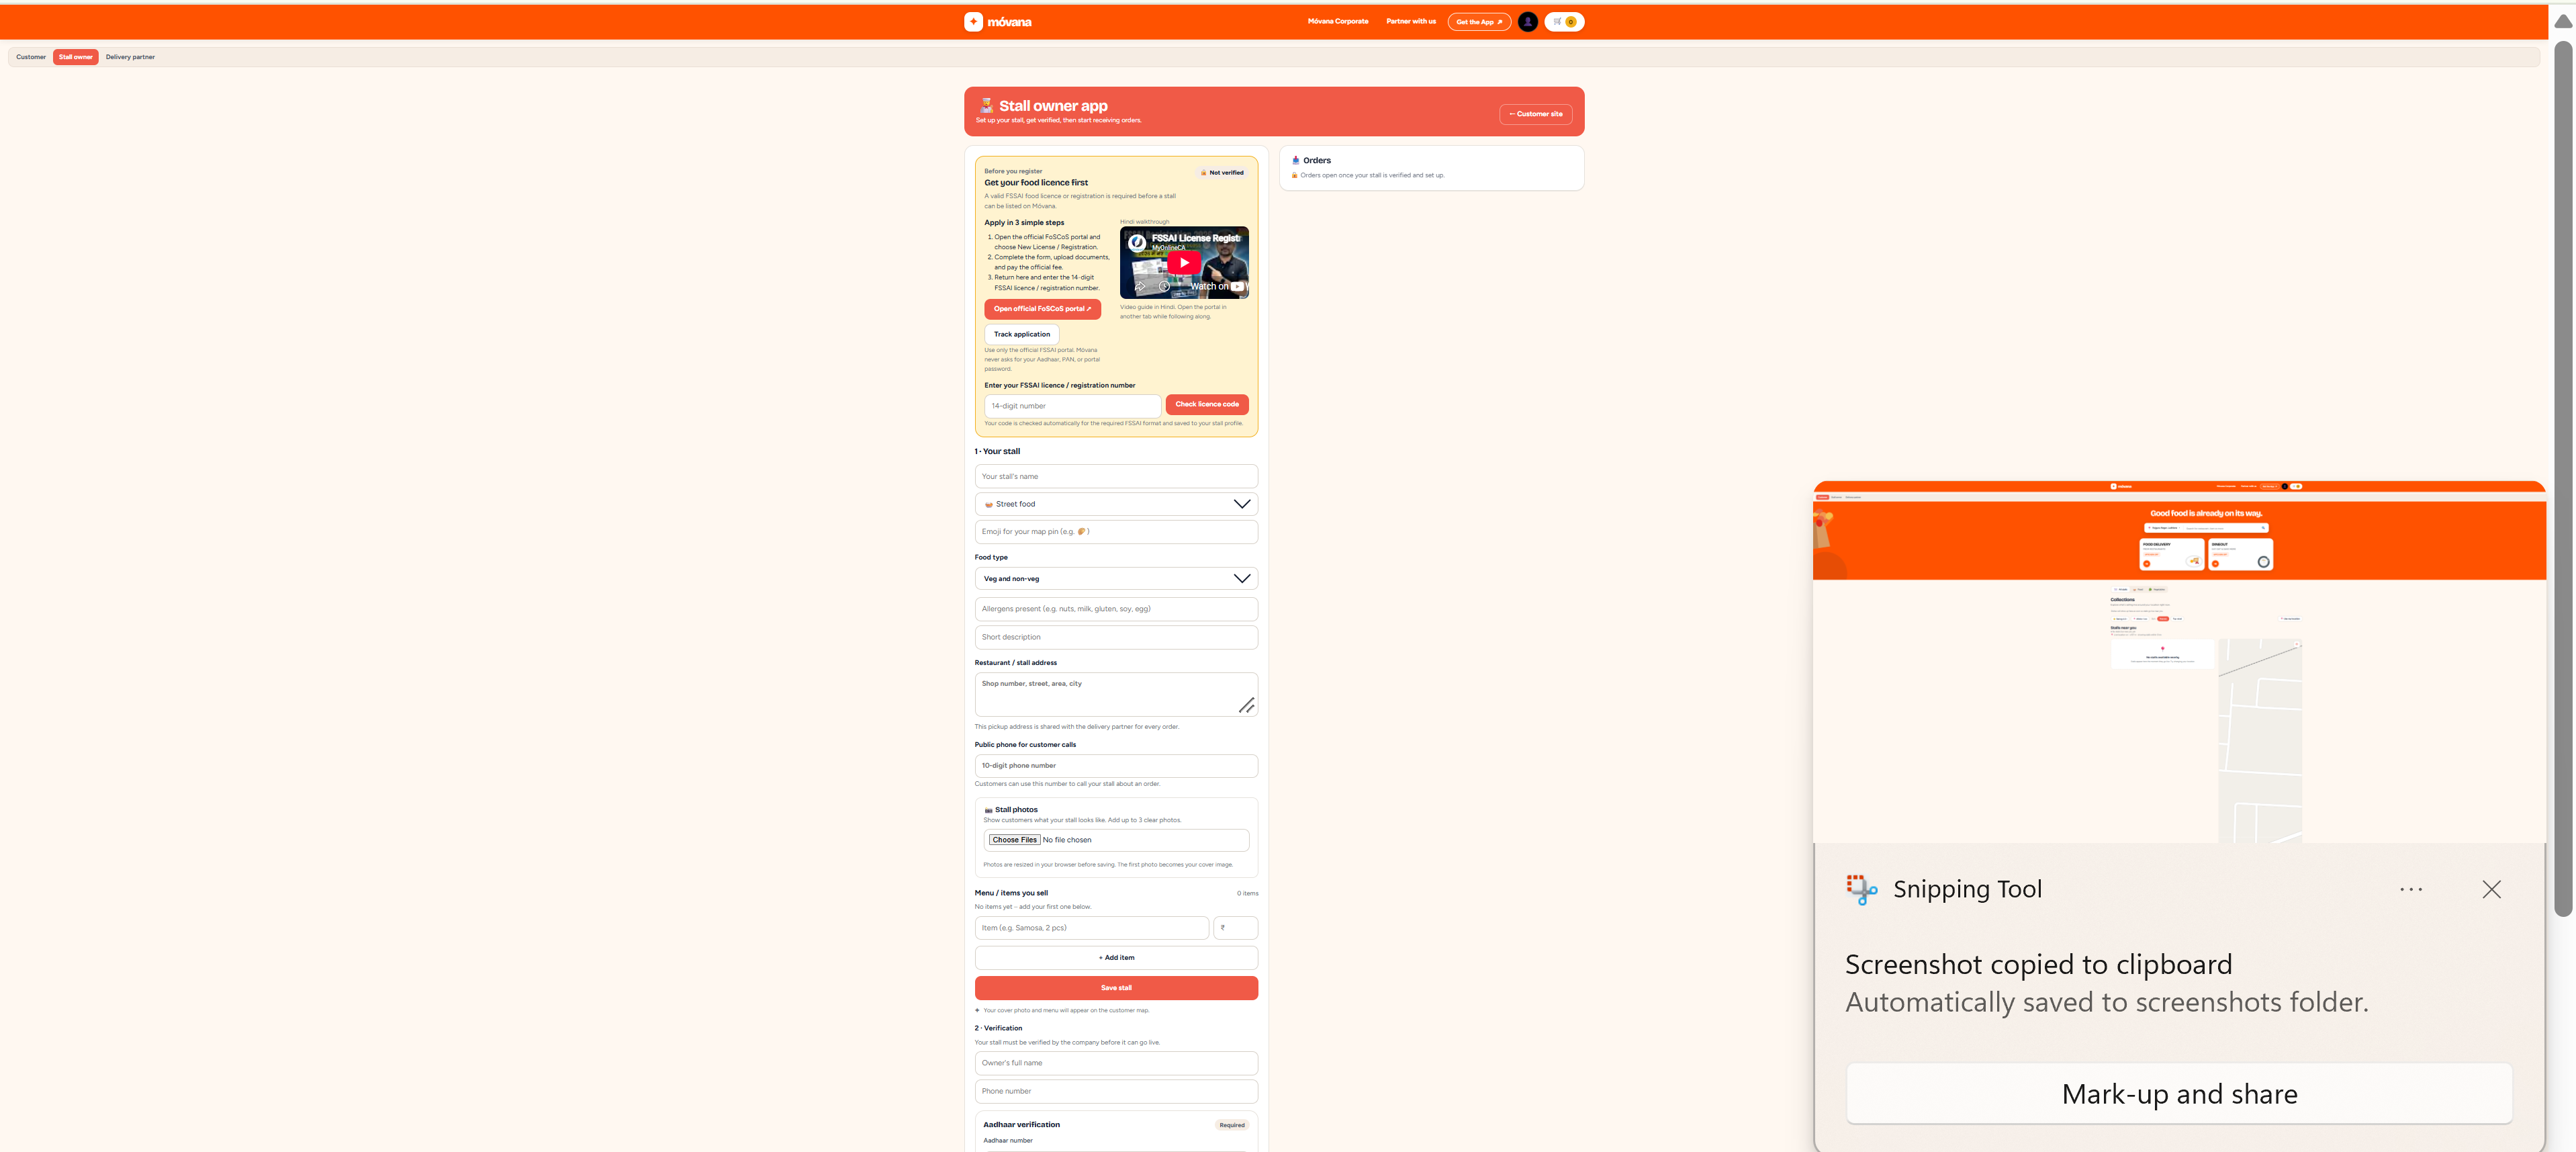 móvana
Móvana Corporate
Partner with us
Get the App ↗
0
Customer
Stall owner
Delivery partner
Stall owner app
Set up your stall, get verified, then start receiving orders.
← Customer site
Before you register
Not verified
Get your food licence first
A valid FSSAI food licence or registration is required before a stall
can be listed on Móvana.
Apply in 3 simple steps
1. Open the official FoSCoS portal and
choose New License / Registration.
2. Complete the form, upload documents,
and pay the official fee.
3. Return here and enter the 14-digit
FSSAI licence / registration number.
Open official FoSCoS portal ↗
Track application
Use only the official FSSAI portal. Móvana
never asks for your Aadhaar, PAN, or portal
password.
Hindi walkthrough
FSSAI License Regist
MyOnlineCA
Watch on
Video guide in Hindi. Open the portal in
another tab while following along.
Enter your FSSAI licence / registration number
14-digit number
Check licence code
Your code is checked automatically for the required FSSAI format and saved to your stall profile.
1 · Your stall
Your stall's name
Street food
Emoji for your map pin (e.g. 🥙)
Food type
Veg and non-veg
Allergens present (e.g. nuts, milk, gluten, soy, egg)
Short description
Restaurant / stall address
Shop number, street, area, city
This pickup address is shared with the delivery partner for every order.
Public phone for customer calls
10-digit phone number
Customers can use this number to call your stall about an order.
Stall photos
Show customers what your stall looks like. Add up to 3 clear photos.
Choose Files No file chosen
Photos are resized in your browser before saving. The first photo becomes your cover image.
Menu / items you sell
0 items
No items yet – add your first one below.
Item (e.g. Samosa, 2 pcs)
₹
+ Add item
Save stall
Your cover photo and menu will appear on the customer map.
2 · Verification
Your stall must be verified by the company before it can go live.
Owner's full name
Phone number
Aadhaar verification
Required
Aadhaar number
Orders
Orders open once your stall is verified and set up.
móvana
Good food is already on its way.
FOOD DELIVERY
DINEOUT
Collections
Stalls near you
Snipping Tool
Screenshot copied to clipboard
Automatically saved to screenshots folder.
Mark-up and share